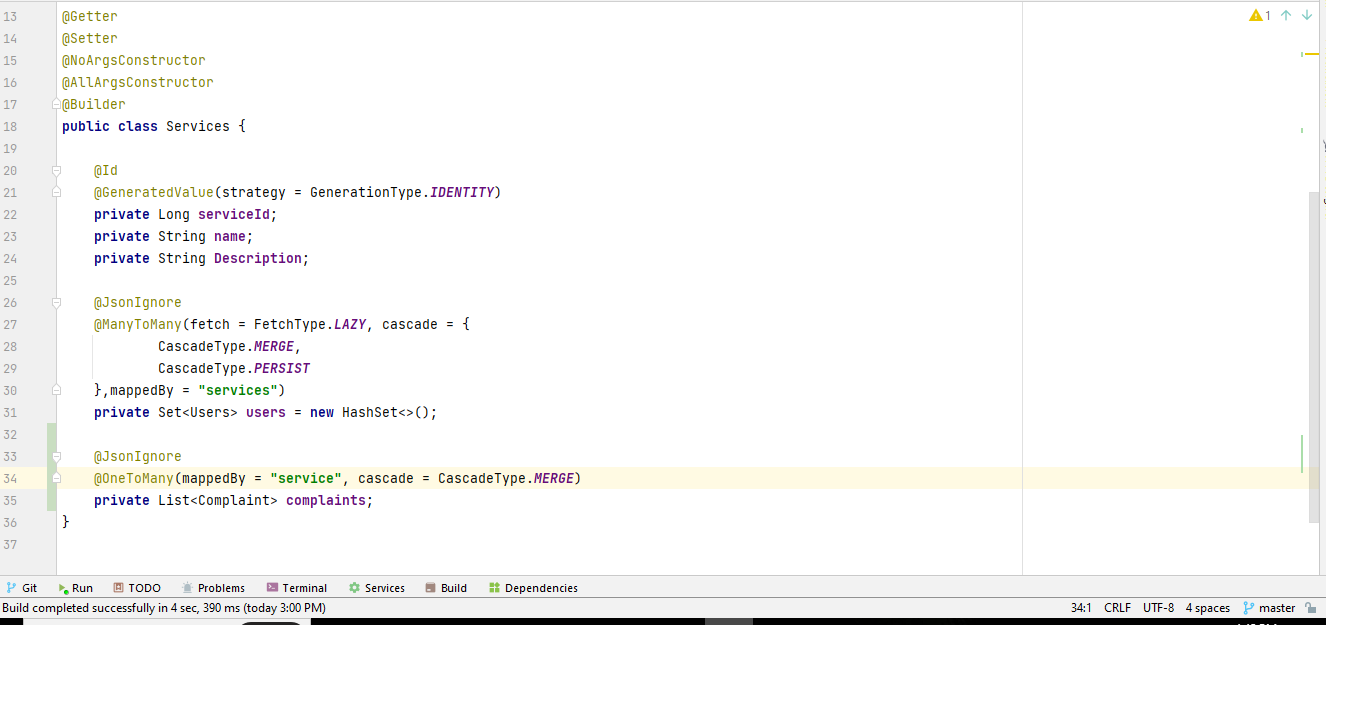 13 @Getter
1
14 @Setter
15 @NoArgsConstructor
16 @AllArgsConstructor
17 @Builder
18 public class Services {
19
20 @Id
21 @GeneratedValue(strategy = GenerationType.IDENTITY)
22 private Long serviceId;
23 private String name;
24 private String Description;
25
26 @JsonIgnore
27 @ManyToMany(fetch = FetchType.LAZY, cascade = {
28 CascadeType.MERGE,
29 CascadeType.PERSIST
30 },mappedBy = "services")
31 private Set<Users> users = new HashSet<>();
32
33 @JsonIgnore
34 @OneToMany(mappedBy = "service", cascade = CascadeType.MERGE)
35 private List<Complaint> complaints;
36 }
37
Git Run TODO Problems Terminal Services Build Dependencies
Build completed successfully in 4 sec, 390 ms (today 3:00 PM) 34:1 CRLF UTF-8 4 spaces master